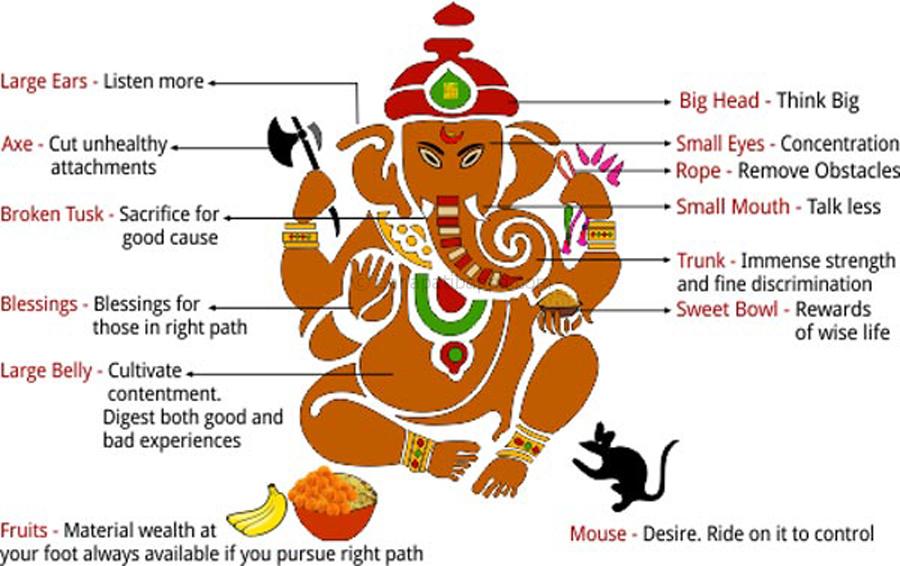 Large Ears - Listen more
Axe - Cut unhealthy
attachments
Broken Tusk - Sacrifice for
good cause
Blessings - Blessings for
those in right path
Large Belly - Cultivate
contentment.
Digest both good and
bad experiences
Fruits - Material wealth at
your foot always available if you pursue right path
Big Head - Think Big
Small Eyes - Concentration
Rope - Remove Obstacles
Small Mouth - Talk less
Trunk - Immense strength
and fine discrimination
Sweet Bowl - Rewards
of wise life
Mouse - Desire. Ride on it to control